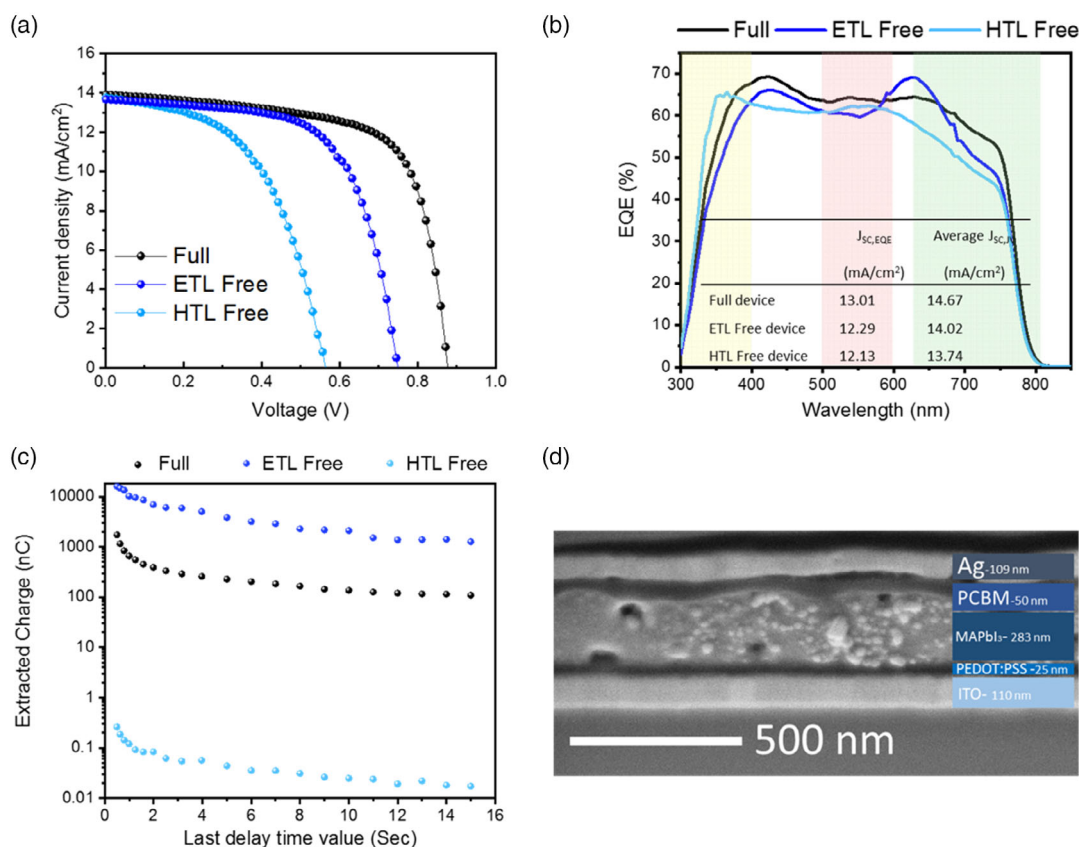 (a)
16
14
12
10
8
6
4
2
0
Current density (mA/cm²)
Full
ETL Free
HTL Free
0.0 0.2 0.4 0.6 0.8 1.0
Voltage (V)
(b)
Full ETL Free HTL Free
70
60
50
40
30
20
10
0
EQE (%)
J_SC,EQE Average J_SC,J
(mA/cm²) (mA/cm²)
Full device 13.01 14.67
ETL Free device 12.29 14.02
HTL Free device 12.13 13.74
300 400 500 600 700 800
Wavelength (nm)
(c)
Full ETL Free HTL Free
10000
1000
100
10
1
0.1
0.01
Extracted Charge (nC)
0 2 4 6 8 10 12 14 16
Last delay time value (Sec)
(d)
Ag-109 nm
PCBM-50 nm
MAPbI₃- 283 nm
PEDOT:PSS -25 nm
ITO- 110 nm
500 nm